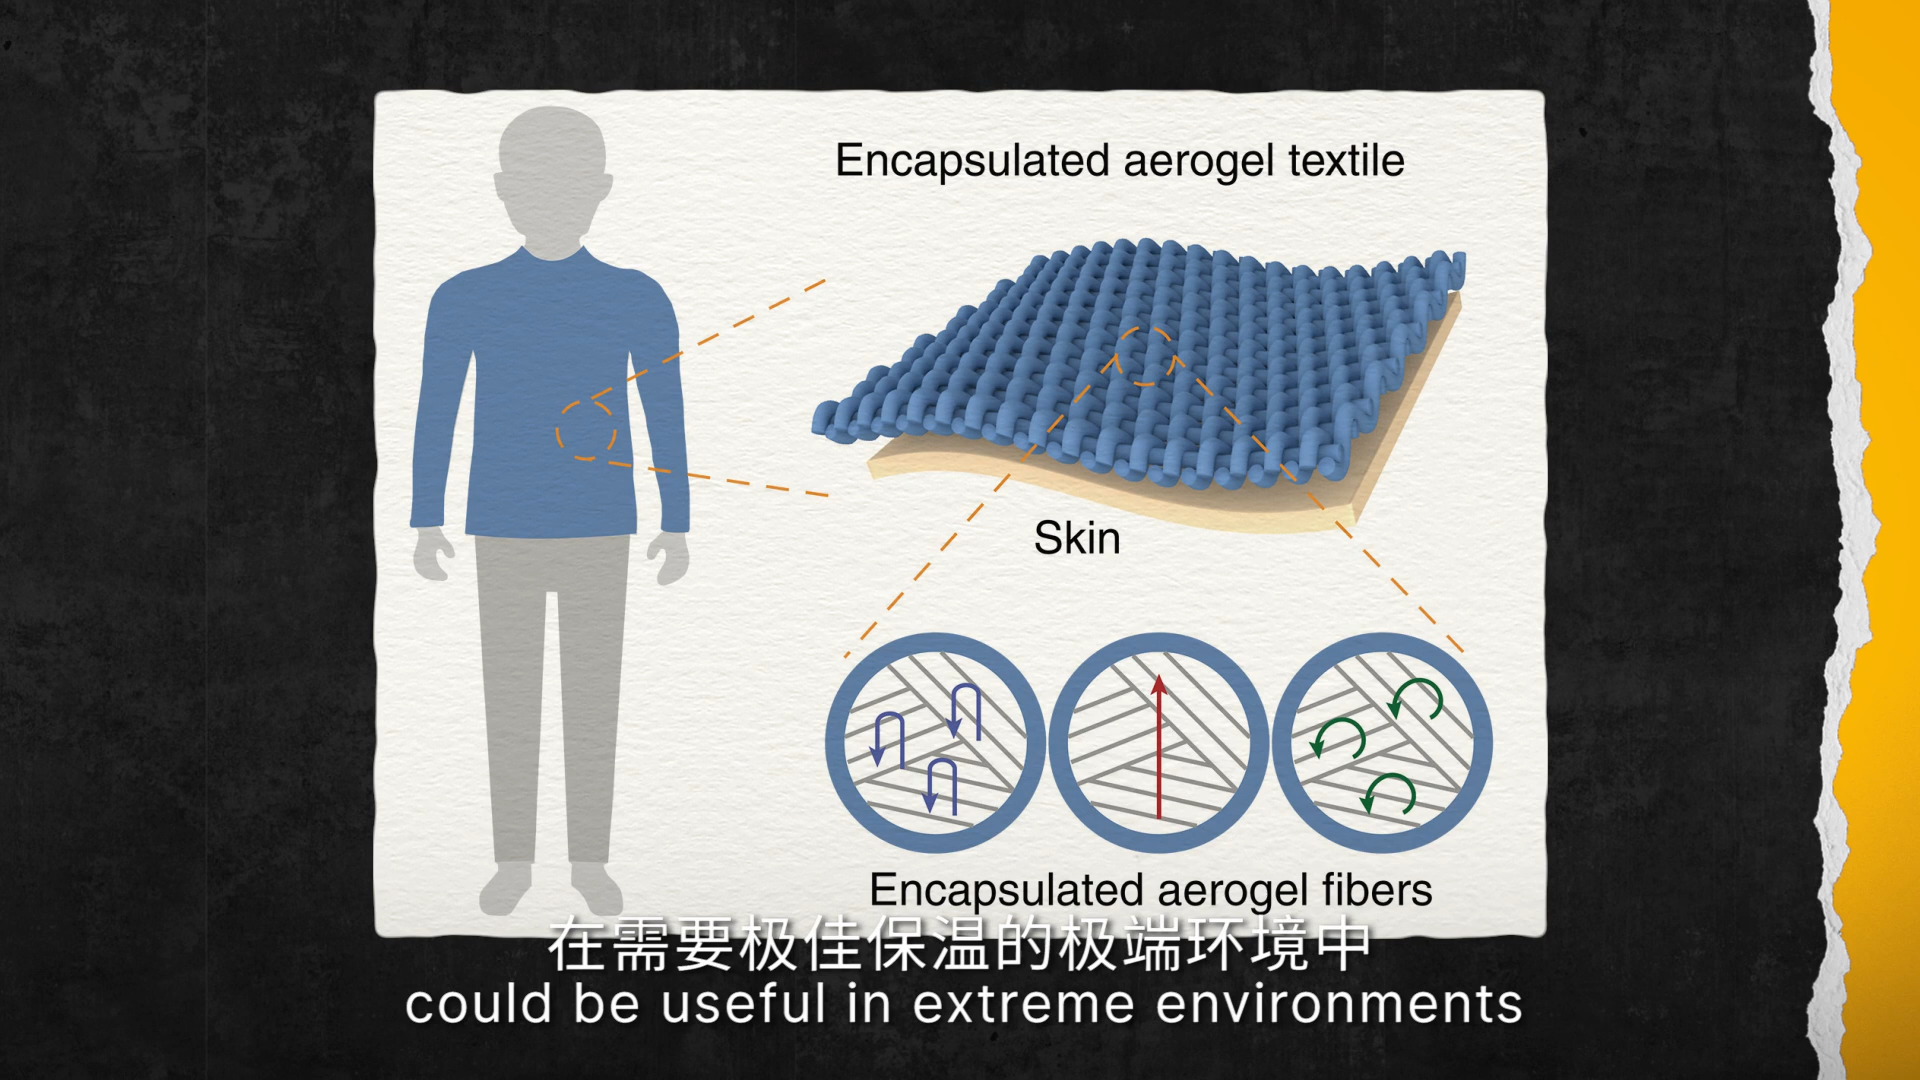 Encapsulated aerogel textile
Skin
Encapsulated aerogel fibers
在需要极佳保温的极端环境中
could be useful in extreme environments